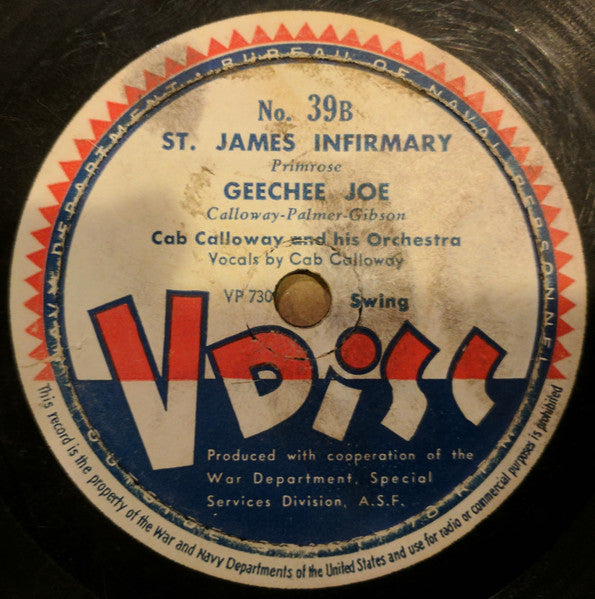 NAVY DEPARTMENT · BUREAU OF NAVAL PERSONNEL
No. 39B
ST. JAMES INFIRMARY
Primrose
GEECHEE JOE
Calloway-Palmer-Gibson
Cab Calloway and his Orchestra
Vocals by Cab Calloway
VP 730
Swing
V DISC
Produced with cooperation of the
War Department, Special
Services Division, A.S.F.
OUTSIDE
This record is the property of the War and Navy Departments of the United States and use for radio or commercial purposes is prohibited